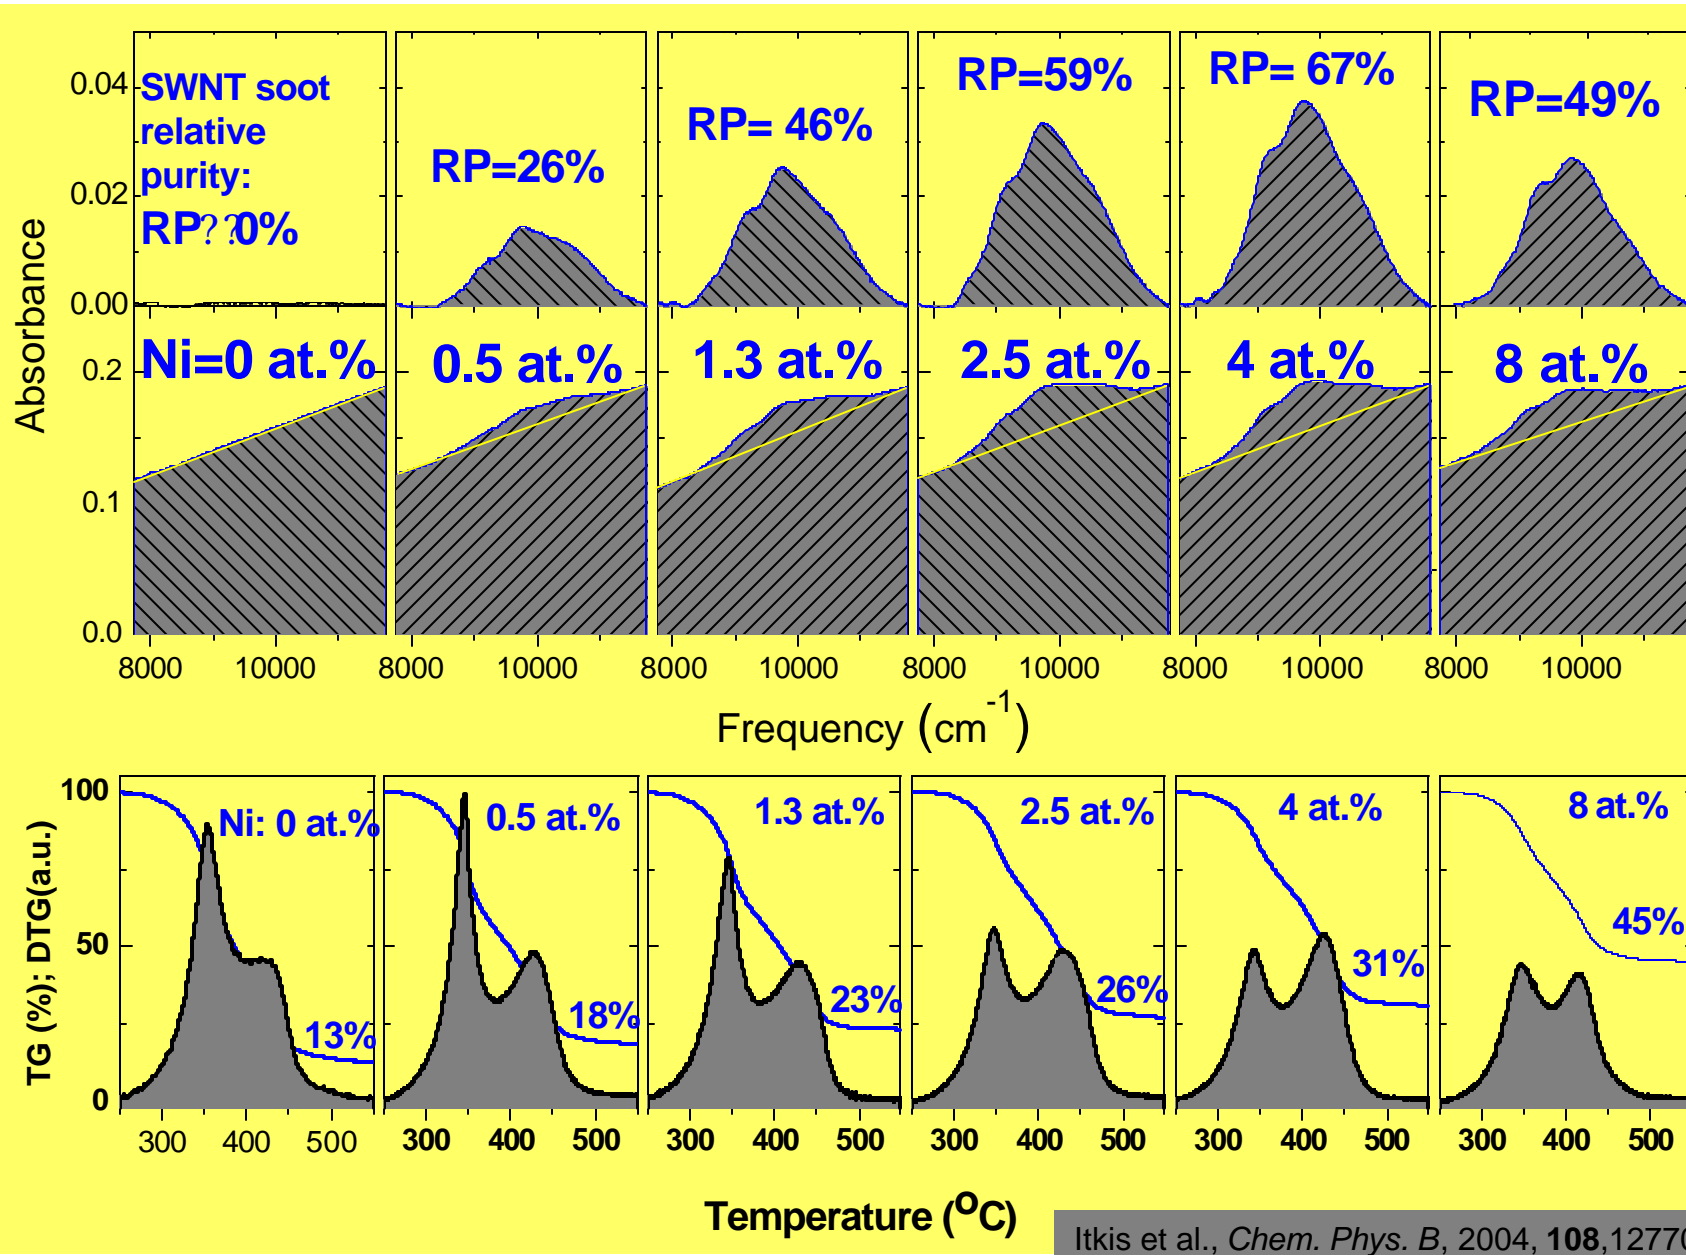 SWNT soot
relative
purity:
RP??0%
RP=26%
RP= 46%
RP=59%
RP= 67%
RP=49%
0.04
0.02
0.00
Absorbance
Ni=0 at.%
0.5 at.%
1.3 at.%
2.5 at.%
4 at.%
8 at.%
0.2
0.1
0.0
8000 10000 8000 10000 8000 10000 8000 10000 8000 10000 8000 10000
Frequency (cm⁻¹)
TG (%); DTG(a.u.)
100
50
0
Ni: 0 at.%
0.5 at.%
1.3 at.%
2.5 at.%
4 at.%
8 at.%
13%
18%
23%
26%
31%
45%
300 400 500 300 400 500 300 400 500 300 400 500 300 400 500 300 400 500
Temperature (ᴼC)
Itkis et al., Chem. Phys. B, 2004, 108,12770